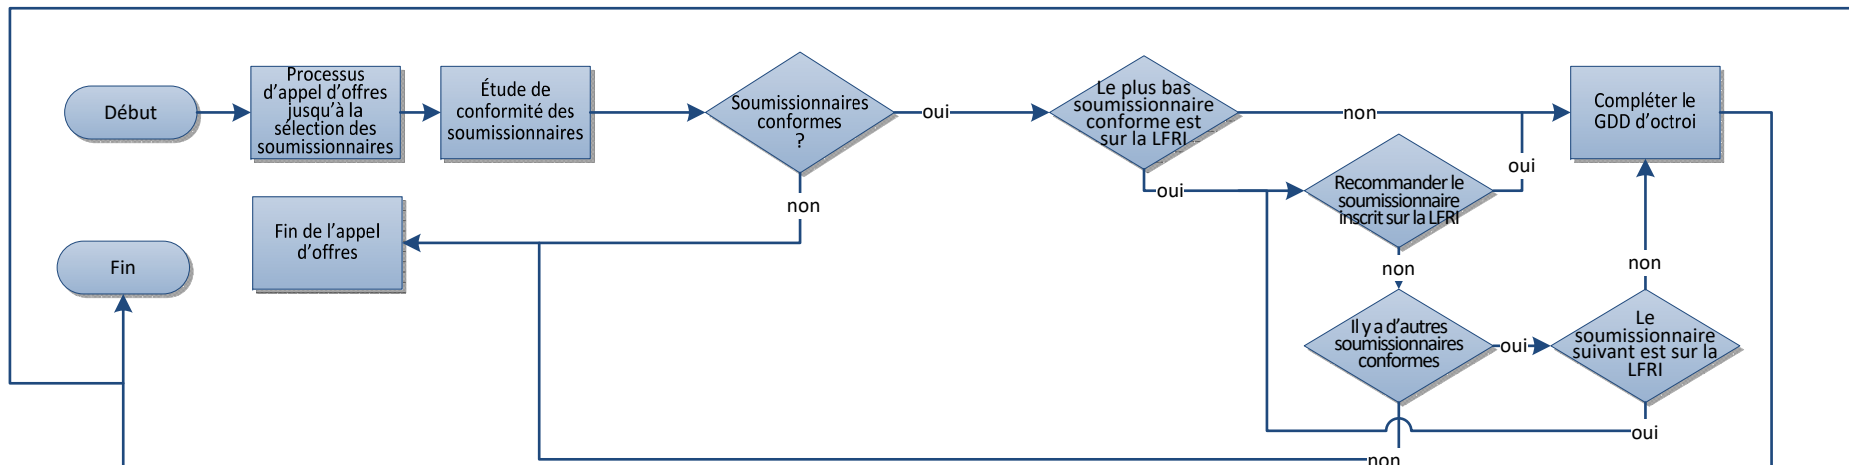 Début
Processus
d’appel d’offres
jusqu’à la
sélection des
soumissionnaires
Étude de
conformité des
soumissionnaires
Soumissionnaires
conformes
?
oui
Le plus bas
soumissionnaire
conforme est
sur la LFRI
non
Compléter le
GDD d’octroi
oui
oui
Recommander le
soumissionnaire
inscrit sur la LFRI
non
Fin de l’appel
d’offres
Fin
non
non
Il y a d’autres
soumissionnaires
conformes
oui
Le
soumissionnaire
suivant est sur la
LFRI
oui
non